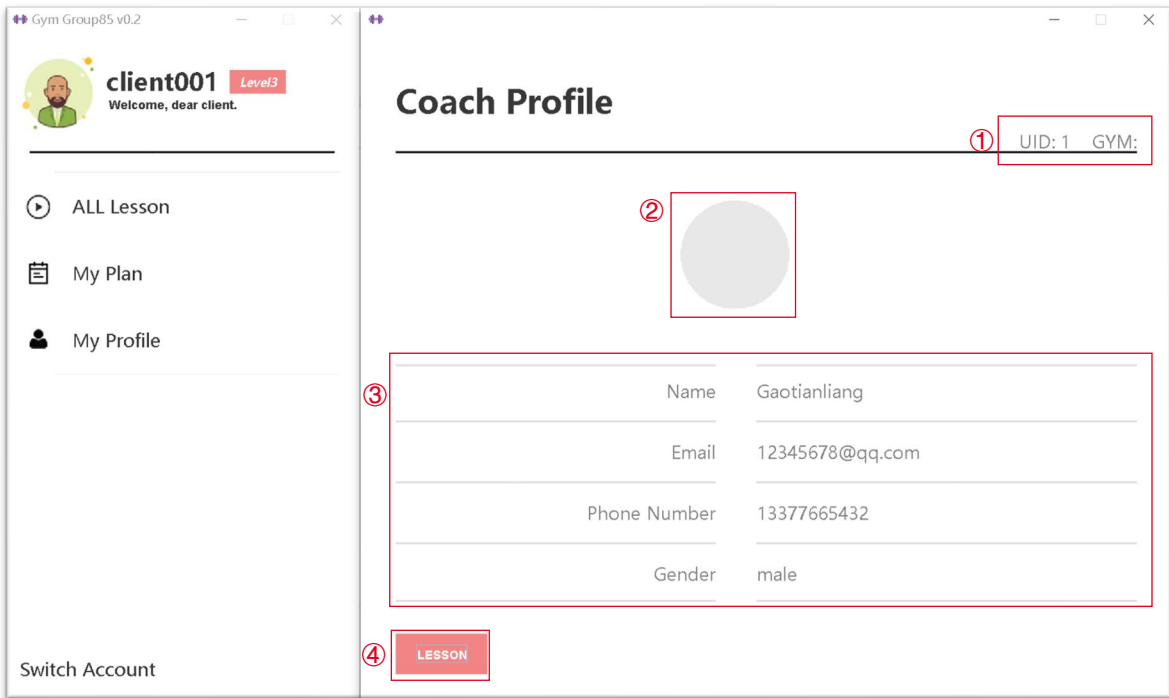 Gym Group85 v0.2
client001 Level3
Welcome, dear client.
ALL Lesson
My Plan
My Profile
Switch Account
Coach Profile
① UID: 1 GYM:
②
③
Name Gaotianliang
Email 12345678@qq.com
Phone Number 13377665432
Gender male
④ LESSON